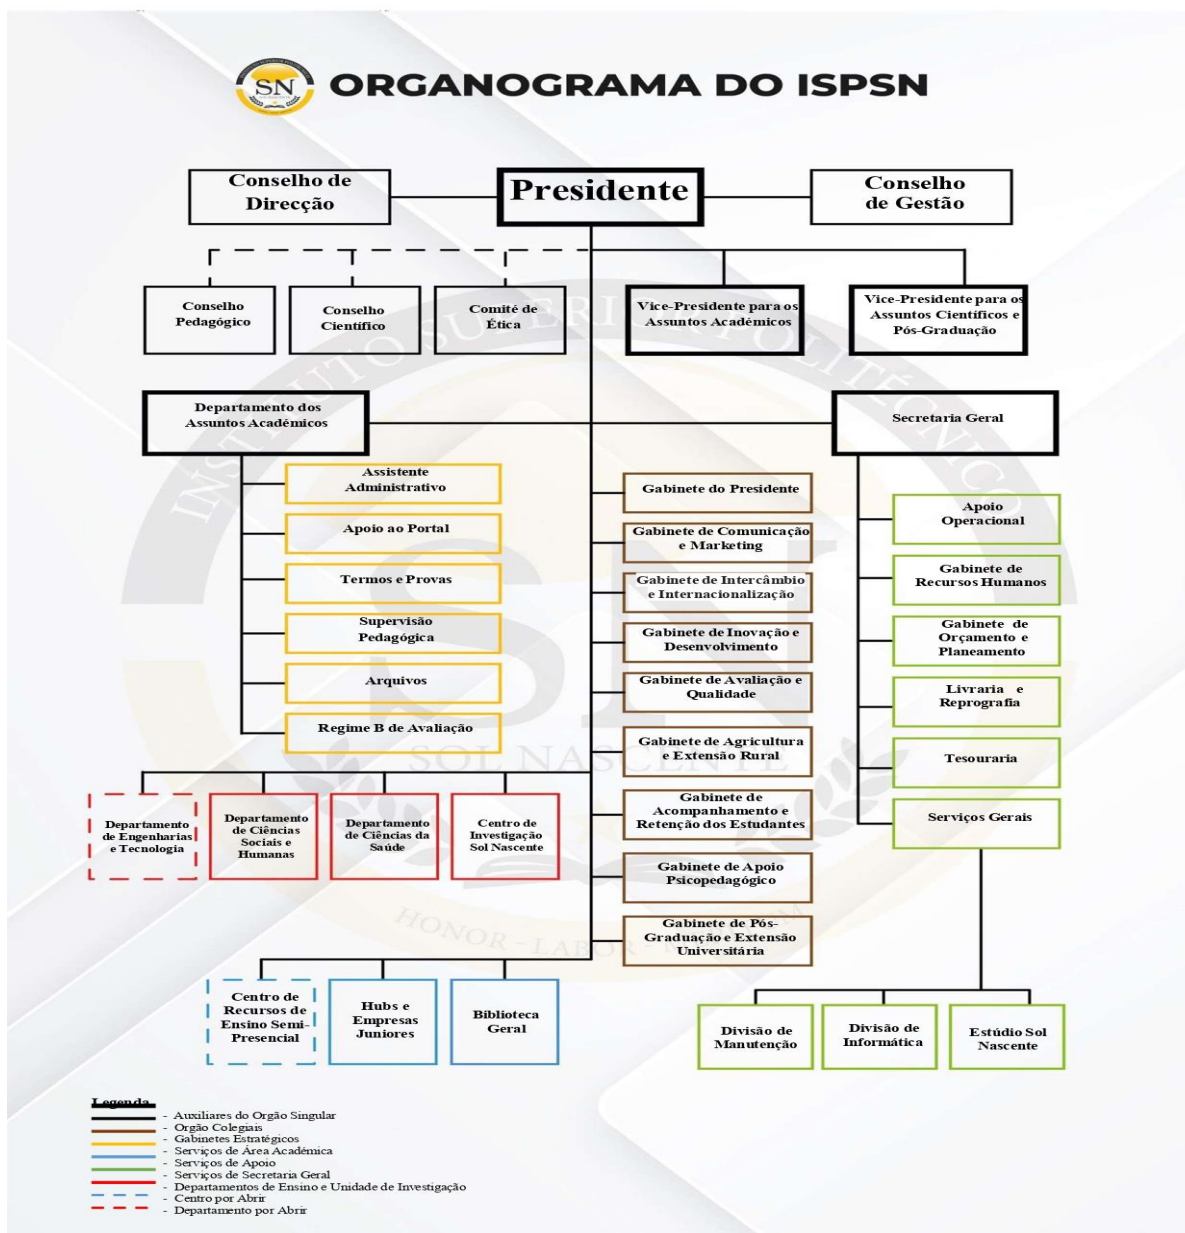 SN
ORGANOGRAMA DO ISPSN
Conselho de
Direcção
Presidente
Conselho
de Gestão
Conselho
Pedagógico
Conselho
Científico
Comité de
Ética
Vice-Presidente para os
Assuntos Académicos
Vice-Presidente para os
Assuntos Científicos e
Pós-Graduação
Departamento dos
Assuntos Académicos
Secretaria Geral
Assistente
Administrativo
Apoio ao Portal
Termos e Provas
Supervisão
Pedagógica
Arquivos
Regime B de Avaliação
Gabinete do Presidente
Gabinete de Comunicação
e Marketing
Gabinete de Intercâmbio
e Internacionalização
Gabinete de Inovação e
Desenvolvimento
Gabinete de Avaliação e
Qualidade
Gabinete de Agricultura
e Extensão Rural
Gabinete de
Acompanhamento e
Retenção dos Estudantes
Gabinete de Apoio
Psicopedagógico
Gabinete de Pós-
Graduação e Extensão
Universitária
Apoio
Operacional
Gabinete de
Recursos Humanos
Gabinete de
Orçamento e
Planeamento
Livraria e
Reprografia
Tesouraria
Serviços Gerais
Departamento
de Engenharias
e Tecnologia
Departamento
de Ciências
Sociais e
Humanas
Departamento
de Ciências da
Saúde
Centro de
Investigação
Sol Nascente
Centro de
Recursos de
Ensino Semi-
Presencial
Hubs e
Empresas
Juniores
Biblioteca
Geral
Divisão de
Manutenção
Divisão de
Informática
Estúdio Sol
Nascente
INSTITUTO SUPERIOR POLITÉCNICO
SN
SOL NASCENTE
HONOR - LABOR -
Legenda
- Auxiliares do Orgão Singular
- Orgão Colegiais
- Gabinetes Estratégicos
- Serviços de Área Académica
- Serviços de Apoio
- Serviços de Secretaria Geral
- Departamentos de Ensino e Unidade de Investigação
- Centro por Abrir
- Departamento por Abrir